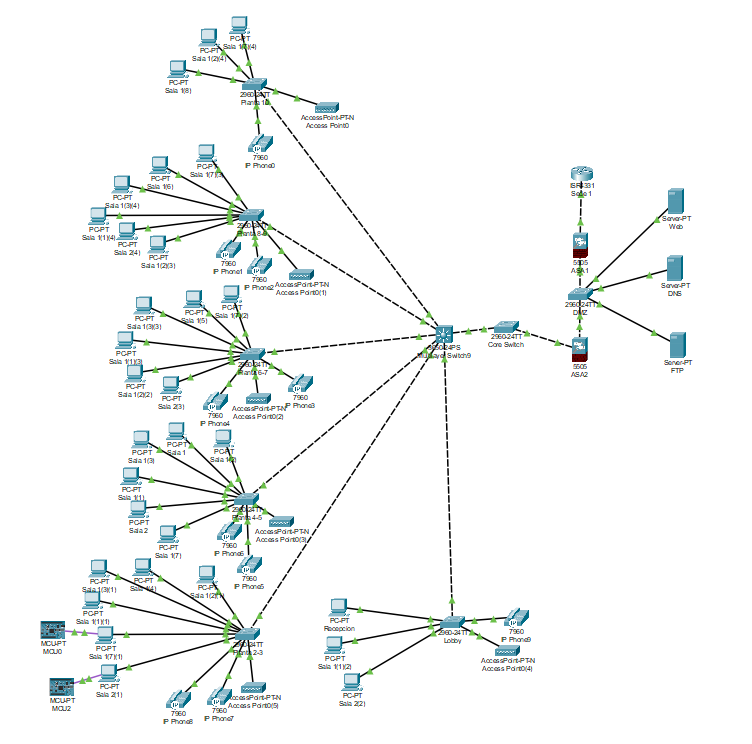 PC-PT
Sala 1(7)(4)
PC-PT
Sala 1(2)(4)
PC-PT
Sala 1(8)
2960-24TT
AccessPoint-PT-N
Access Point0
7960
IP Phone0
PC-PT
Sala 1(7)(3)
PC-PT
Sala 1(6)
PC-PT
Sala 1(3)(4)
PC-PT
Sala 1(1)(4)
PC-PT
Sala 2(4)
PC-PT
Sala 1(2)(3)
2960-24TT
Planta 8-9
7960
IP Phone1
7960
IP Phone2
AccessPoint-PT-N
Access Point0(1)
PC-PT
Sala 1(7)(2)
PC-PT
Sala 1(5)
PC-PT
Sala 1(3)(3)
PC-PT
Sala 1(1)(3)
PC-PT
Sala 1(2)(2)
PC-PT
Sala 2(3)
2960-24TT
Planta 6-7
7960
IP Phone3
7960
IP Phone4
AccessPoint-PT-N
Access Point0(2)
PC-PT
Sala 1(3)
PC-PT
Sala 1
PC-PT
Sala 1(2)
PC-PT
Sala 1(1)
PC-PT
Sala 2
PC-PT
Sala 1(7)
2960-24TT
Planta 4-5
7960
IP Phone6
AccessPoint-PT-N
Access Point0(3)
7960
IP Phone5
PC-PT
Sala 1(3)(1)
PC-PT
Sala 1(4)
PC-PT
Sala 1(2)(1)
PC-PT
Sala 1(1)(1)
MCU-PT
MCU0
PC-PT
Sala 1(7)(1)
MCU-PT
MCU2
PC-PT
Sala 2(1)
2960-24TT
Planta 2-3
7960
IP Phone8
7960
IP Phone7
AccessPoint-PT-N
Access Point0(5)
3650-24PS
Multilayer Switch9
2960-24TT
Core Switch
ISR4331
5505
ASA1
2960-24TT
DMZ
5505
ASA2
Server-PT
Web
Server-PT
DNS
Server-PT
FTP
PC-PT
Recepcion
PC-PT
Sala 1(1)(2)
PC-PT
Sala 2(2)
2960-24TT
Lobby
7960
IP Phone9
AccessPoint-PT-N
Access Point0(4)